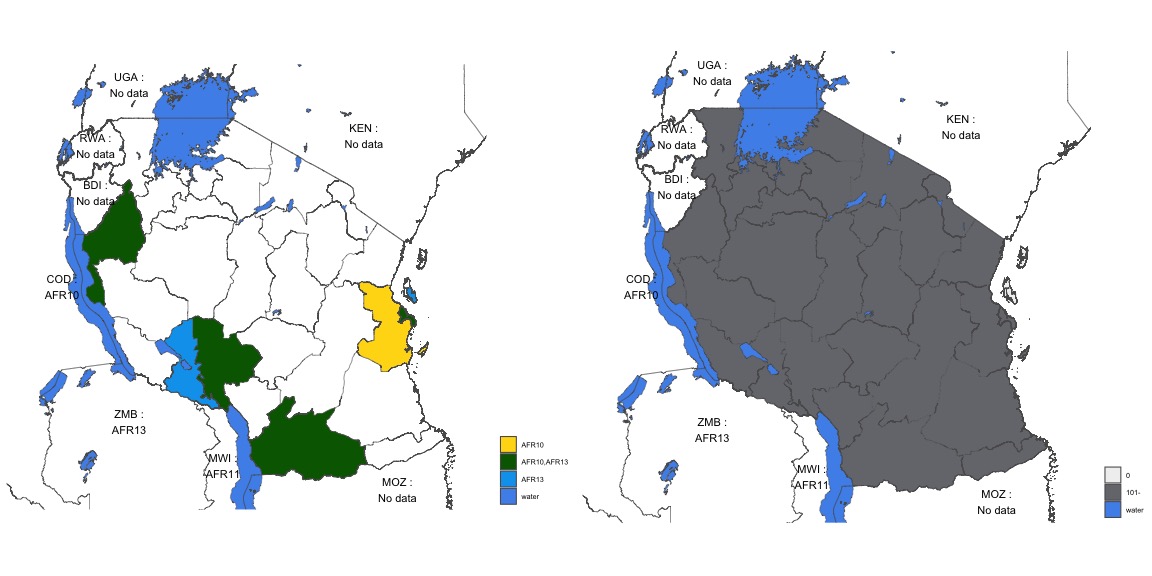 UGA :
No data
RWA :
No data
BDI :
No data
KEN :
No data
COD :
AFR10
ZMB :
AFR13
MWI :
AFR11
MOZ :
No data
AFR10
AFR10,AFR13
AFR13
water
UGA :
No data
RWA :
No data
BDI :
No data
KEN :
No data
COD :
AFR10
ZMB :
AFR13
MWI :
AFR11
MOZ :
No data
0
101-
water